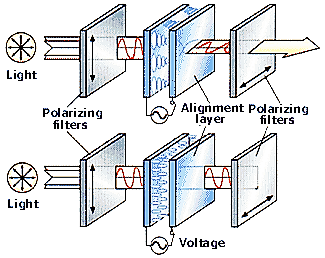 Light
Polarizing
filters
Alignment
layer
Polarizing
filters
Light
Voltage